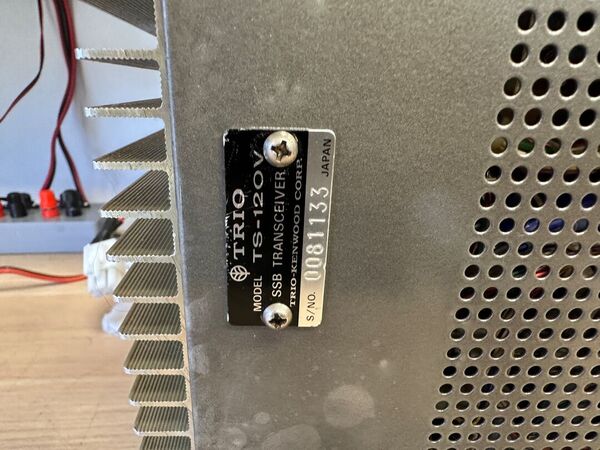 TRIO
MODEL TS-120V
SSB TRANSCEIVER
TRIO-KENWOOD CORP.
S/NO. 0081133 JAPAN